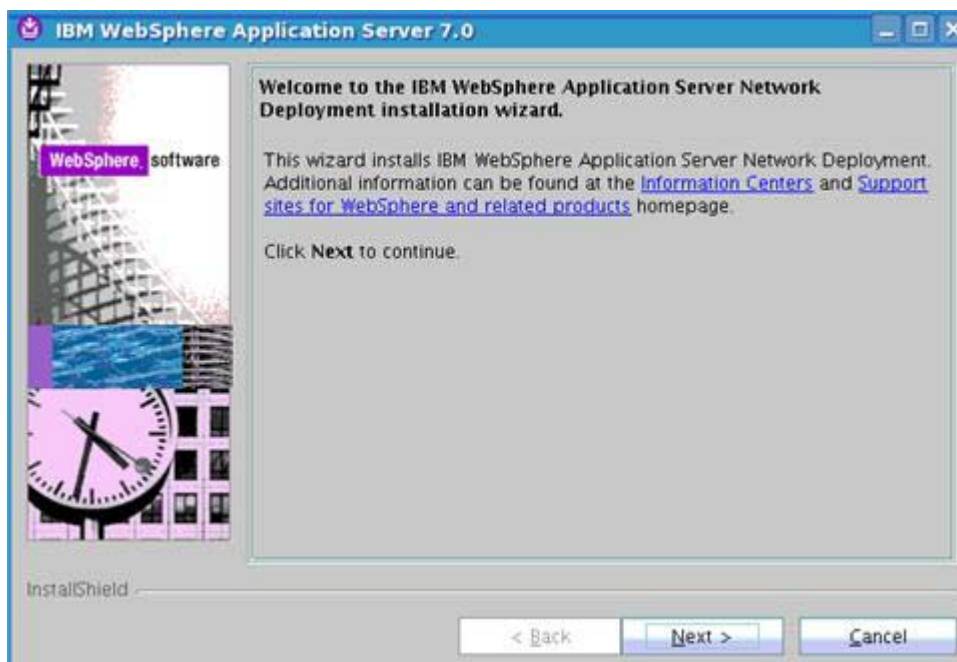 IBM WebSphere Application Server 7.0
WebSphere. software
Welcome to the IBM WebSphere Application Server Network
Deployment installation wizard.
This wizard installs IBM WebSphere Application Server Network Deployment.
Additional information can be found at the Information Centers and Support
sites for WebSphere and related products homepage.
Click Next to continue.
InstallShield
< Back
Next >
Cancel